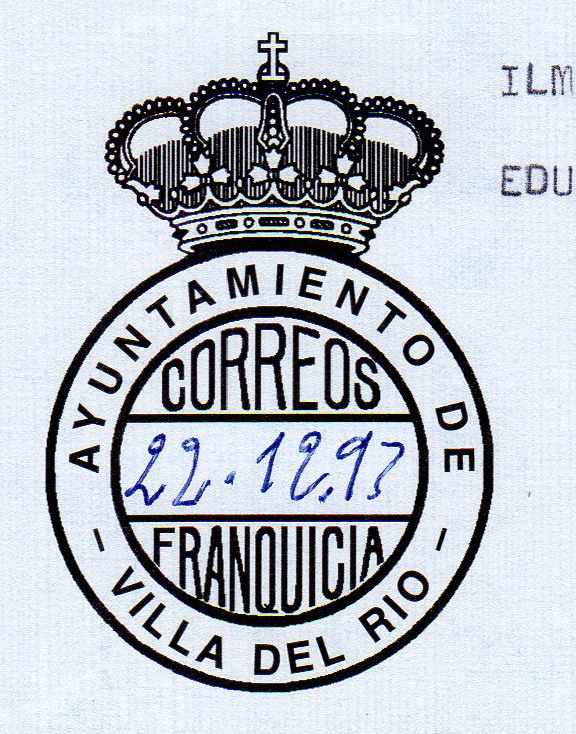 AYUNTAMIENTO DE
CORREOS
22.12.93
FRANQUICIA
- VILLA DEL RIO -
ILM
EDU